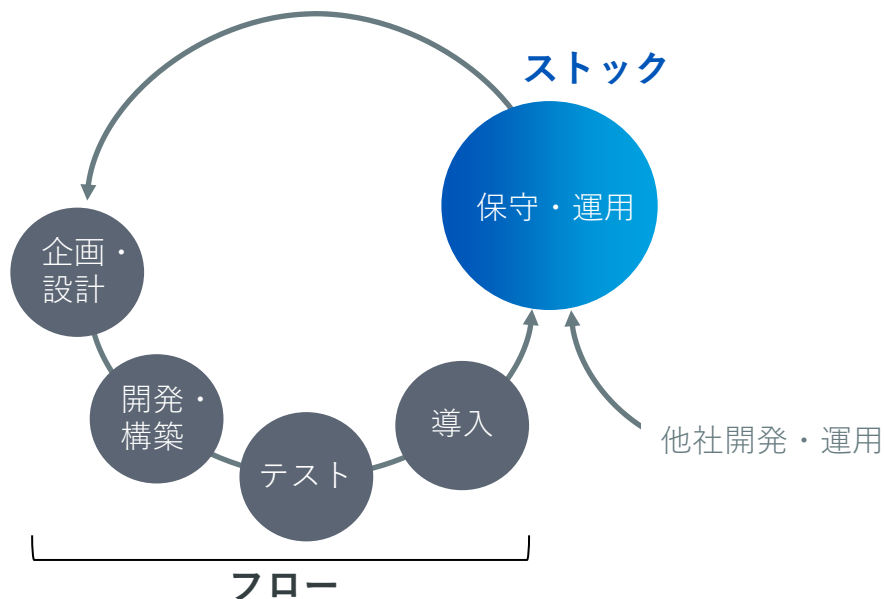 ストック
保守・運用
企画・
設計
開発・
構築
テスト
導入
他社開発・運用
フロー